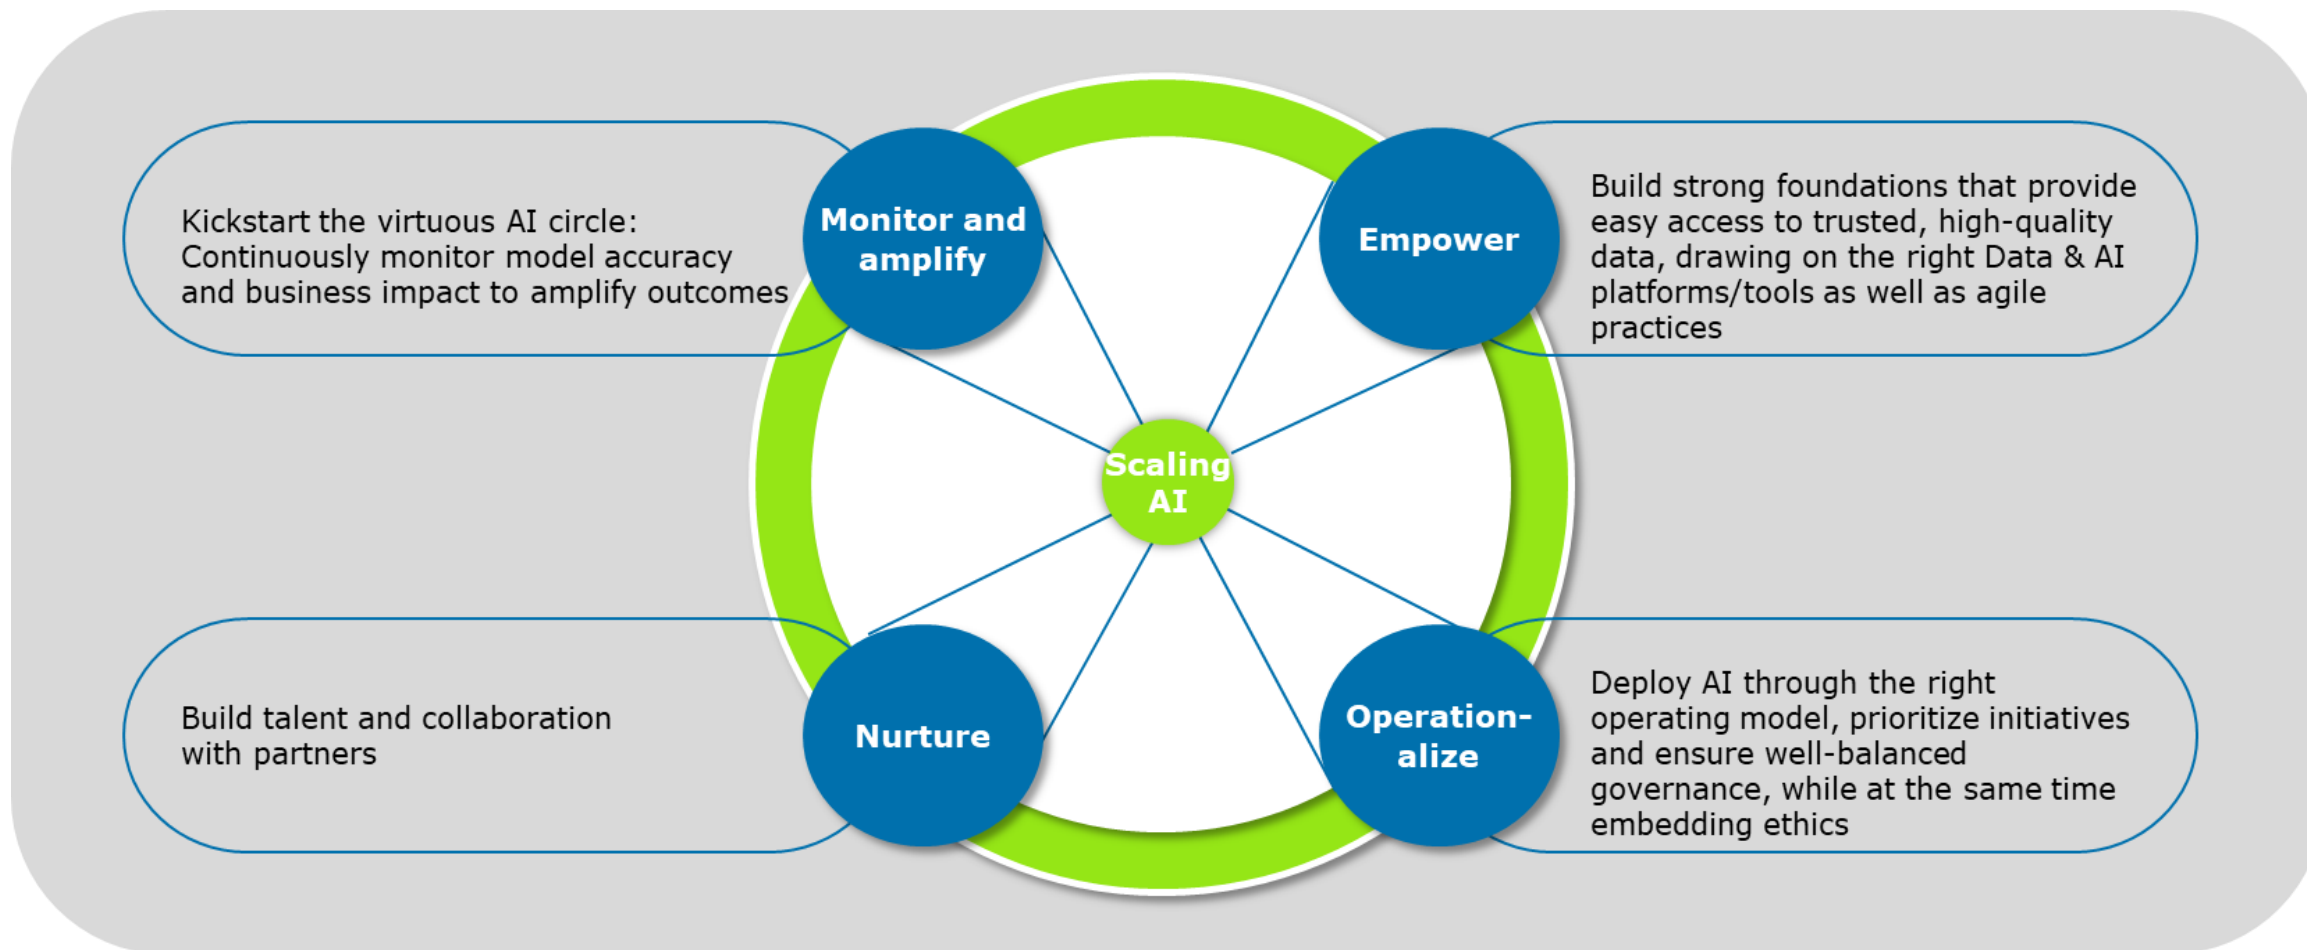 Monitor and
amplify
Kickstart the virtuous AI circle:
Continuously monitor model accuracy
and business impact to amplify outcomes
Empower
Build strong foundations that provide
easy access to trusted, high-quality
data, drawing on the right Data & AI
platforms/tools as well as agile
practices
Scaling
AI
Nurture
Build talent and collaboration
with partners
Operation-
alize
Deploy AI through the right
operating model, prioritize initiatives
and ensure well-balanced
governance, while at the same time
embedding ethics